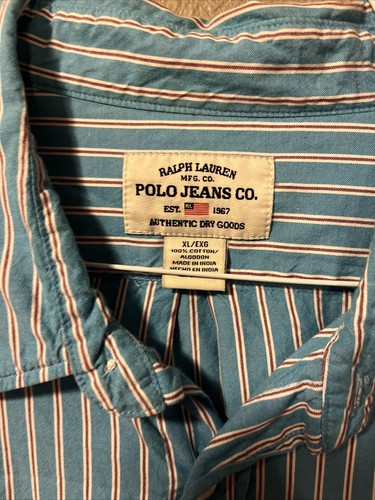 RALPH LAUREN
MFG. CO.
POLO JEANS CO.
EST. RL 1967
AUTHENTIC DRY GOODS
XL/EXG
100% COTTON/
ALGODON
MADE IN INDIA
HECHO EN INDIA